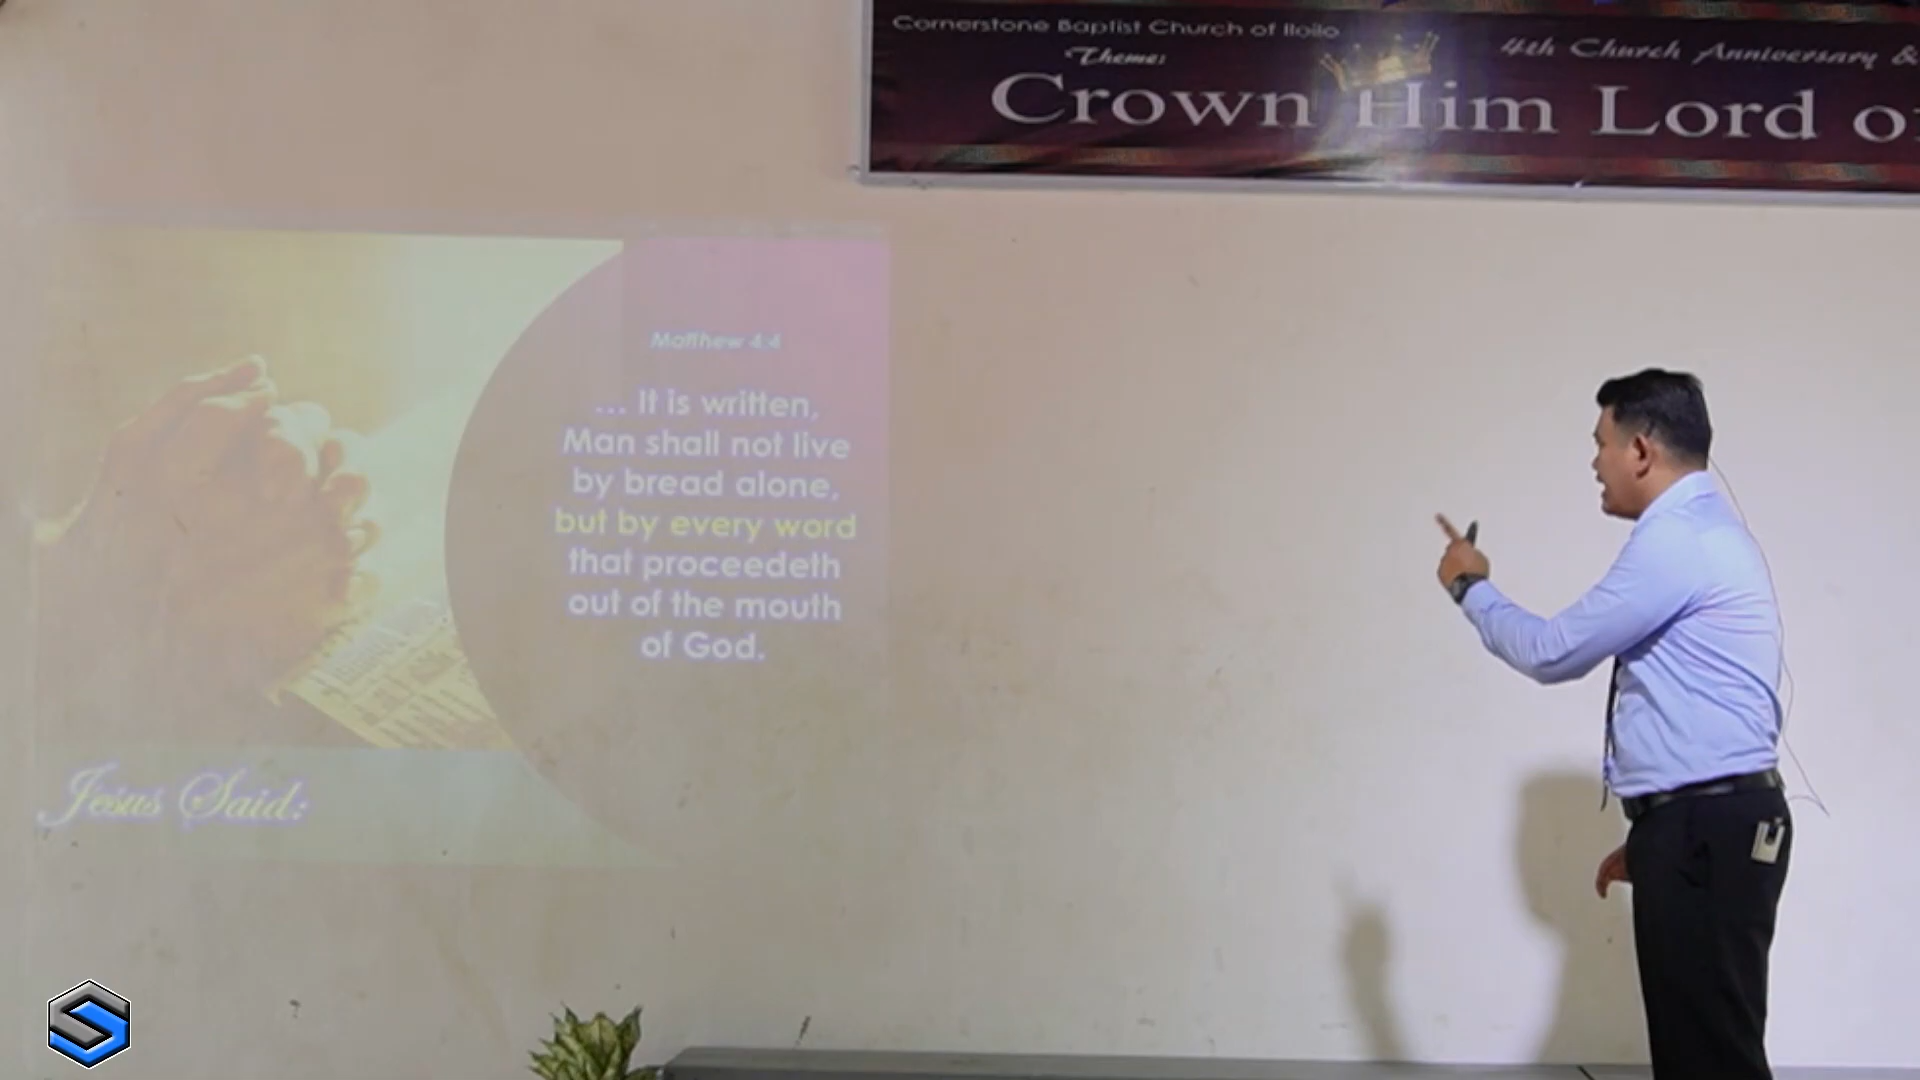 Cornerstone Baptist Church of Iloilo
4th Church Anniversary &
Theme:
Crown Him Lord of
Matthew 4:4
... It is written,
Man shall not live
by bread alone,
but by every word
that proceedeth
out of the mouth
of God.
Jesus Said: